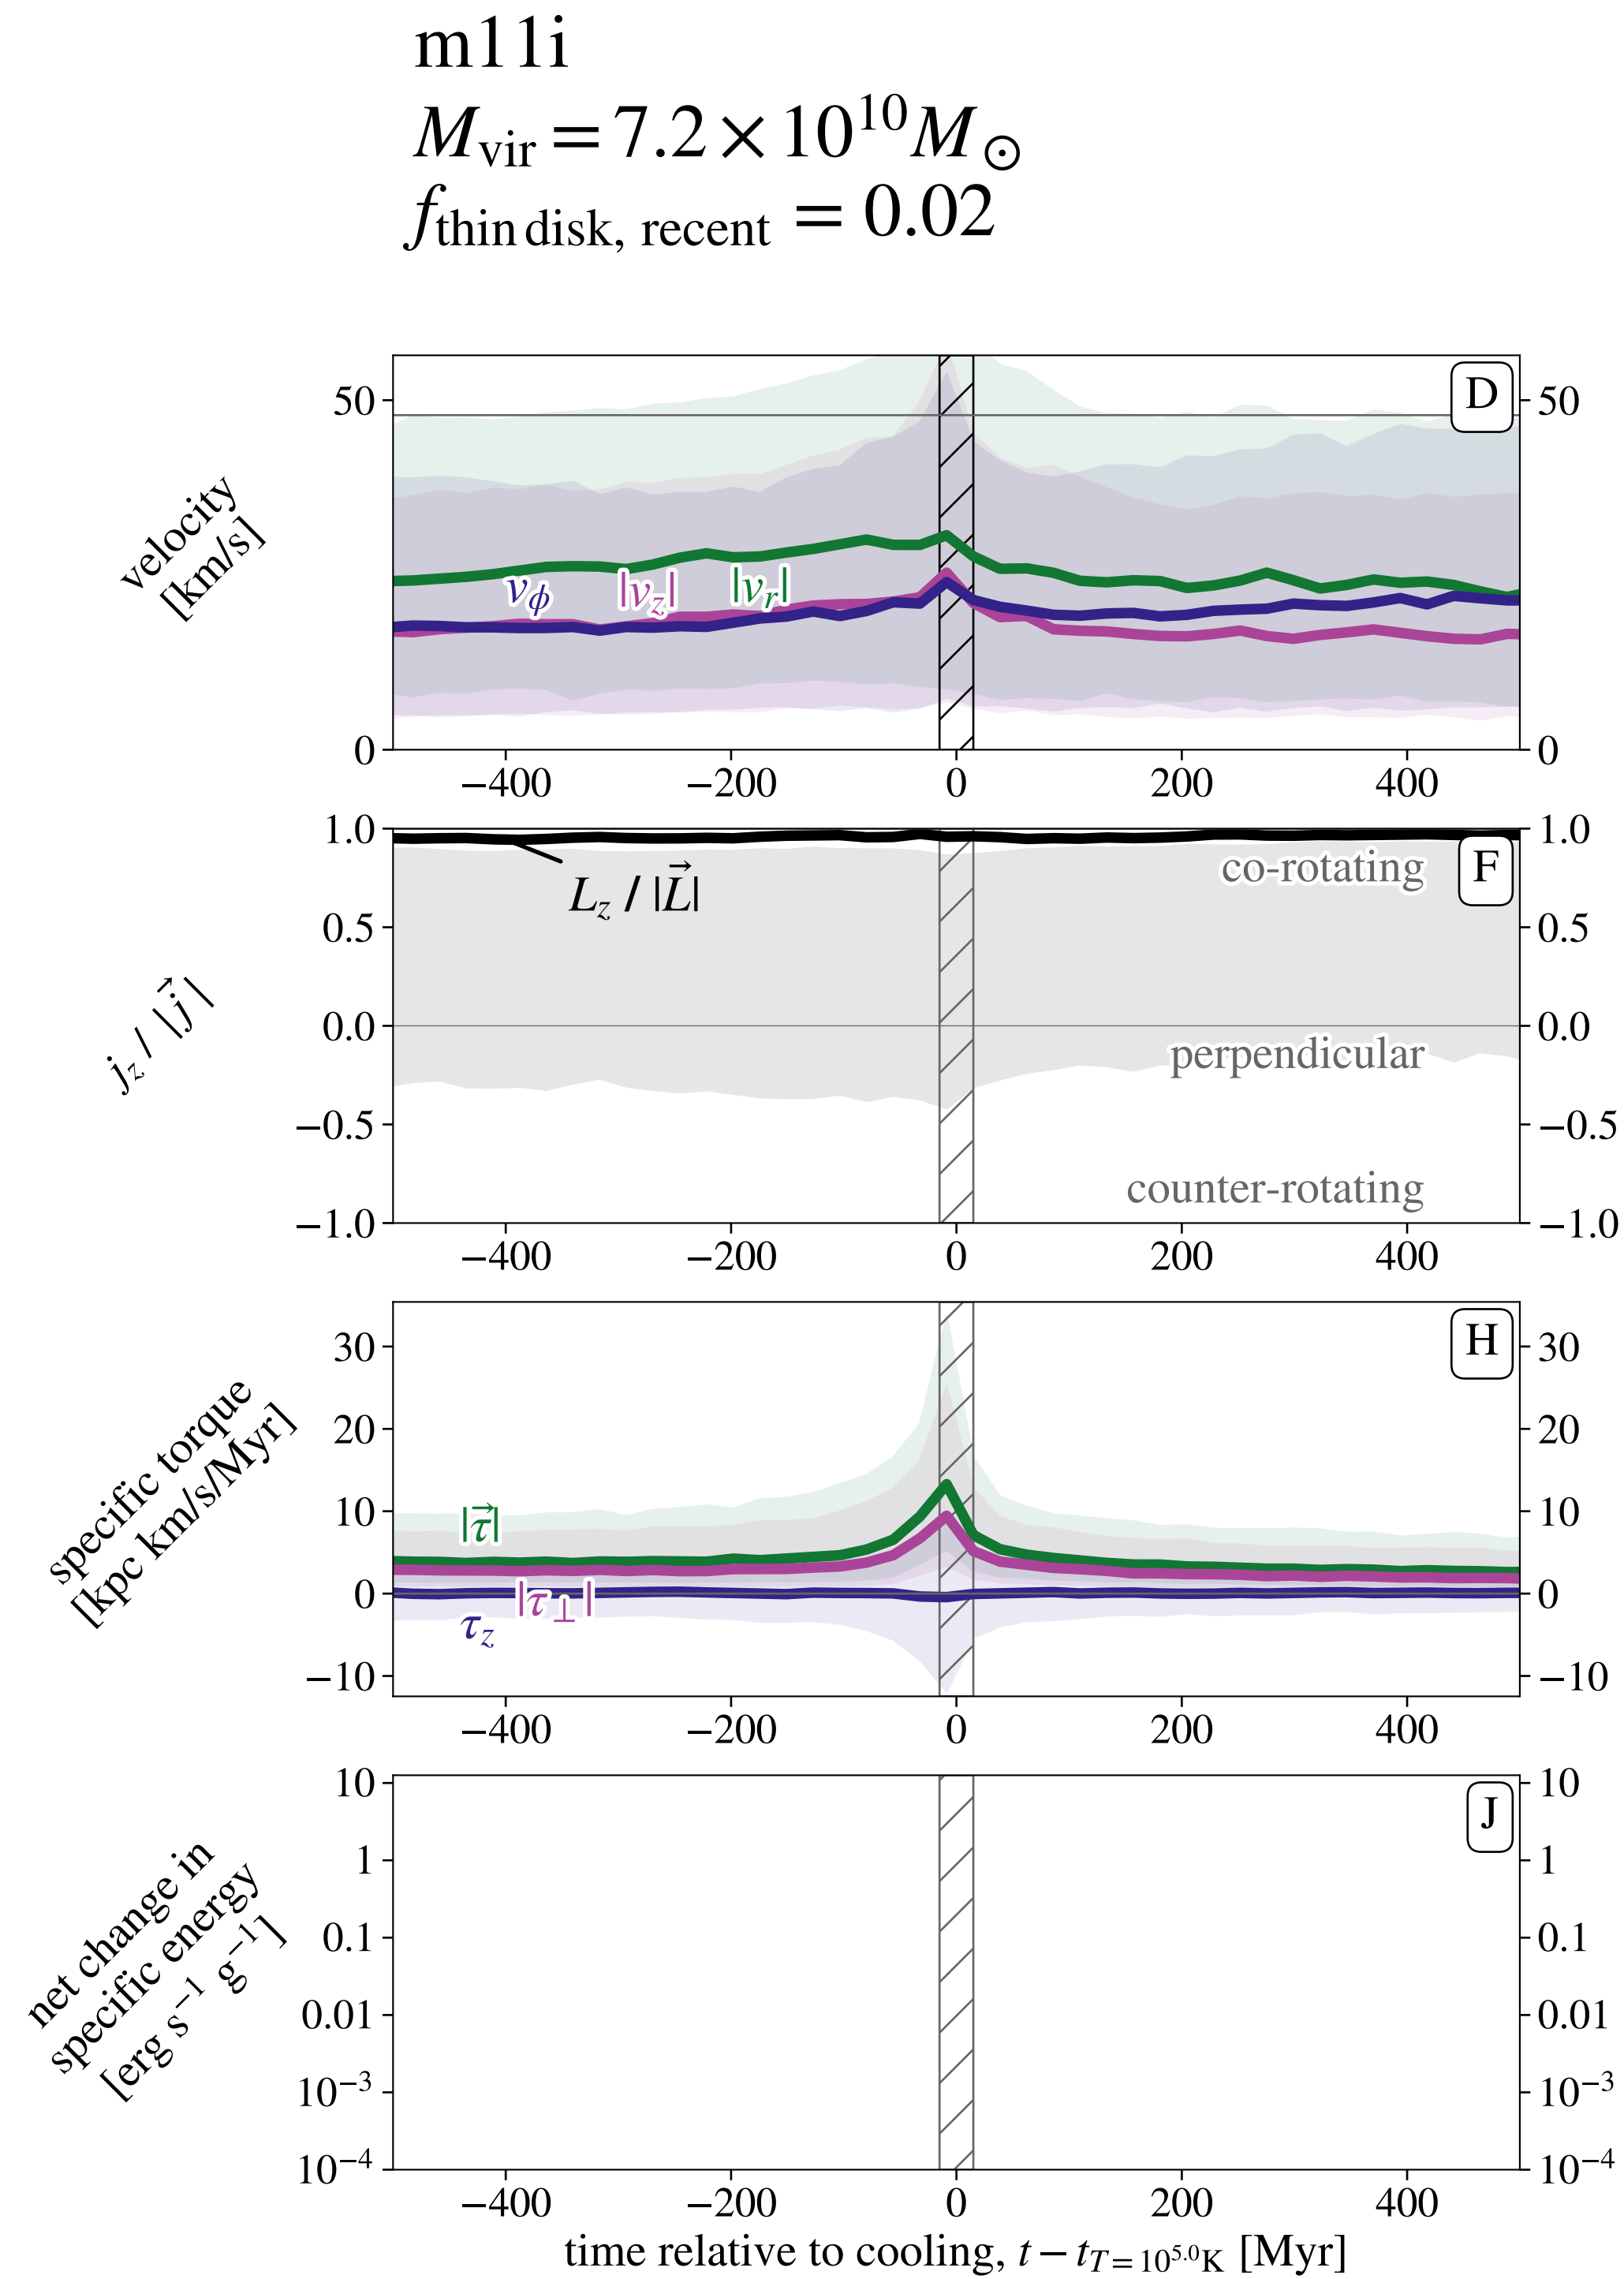 m11i
M_vir = 7.2 × 10^10 M_⊙
f_thin disk, recent = 0.02
velocity
[km/s]
50
0
D
50
0
v_ϕ
|v_z|
|v_r|
−400 −200 0 200 400
j_z / |j⃗|
1.0
0.5
0.0
−0.5
−1.0
L_z / |L⃗|
co-rotating
F
perpendicular
counter-rotating
1.0
0.5
0.0
−0.5
−1.0
−400 −200 0 200 400
specific torque
[kpc km/s/Myr]
30
20
10
0
−10
H
|τ⃗|
|τ⃗_⊥|
τ_z
30
20
10
0
−10
−400 −200 0 200 400
net change in
specific energy
[erg s^−1 g^−1]
10
1
0.1
0.01
10^−3
10^−4
J
10
1
0.1
0.01
10^−3
10^−4
−400 −200 0 200 400
time relative to cooling, t − t_T = 10^5.0 K [Myr]